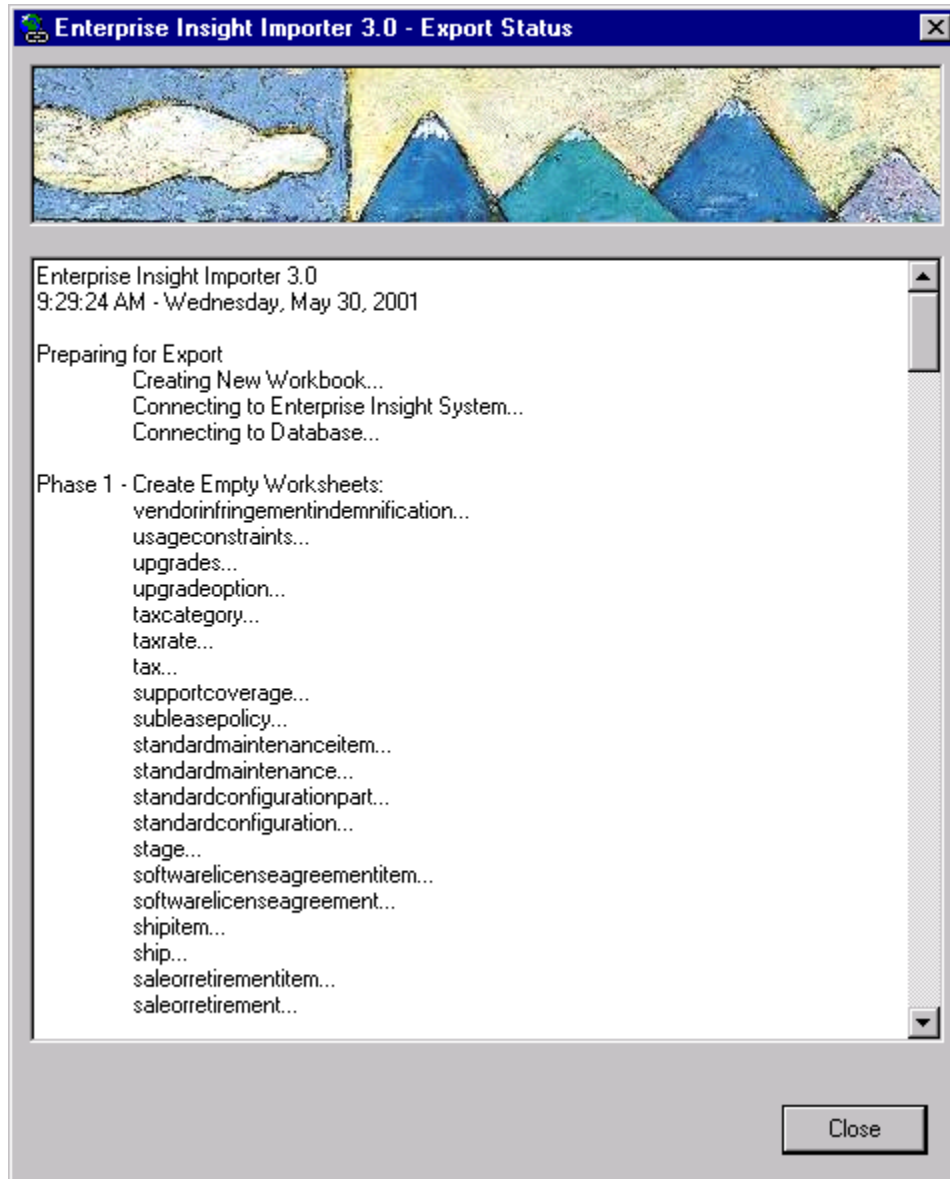 Enterprise Insight Importer 3.0 - Export Status
Enterprise Insight Importer 3.0
9:29:24 AM - Wednesday, May 30, 2001
Preparing for Export
Creating New Workbook...
Connecting to Enterprise Insight System...
Connecting to Database...
Phase 1 - Create Empty Worksheets:
vendorinfringementindemnification...
usageconstraints...
upgrades...
upgradeoption...
taxcategory...
taxrate...
tax...
supportcoverage...
subleasepolicy...
standardmaintenanceitem...
standardmaintenance...
standardconfigurationpart...
standardconfiguration...
stage...
softwarelicenseagreementitem...
softwarelicenseagreement...
shipitem...
ship...
saleorretirementitem...
saleorretirement...
Close